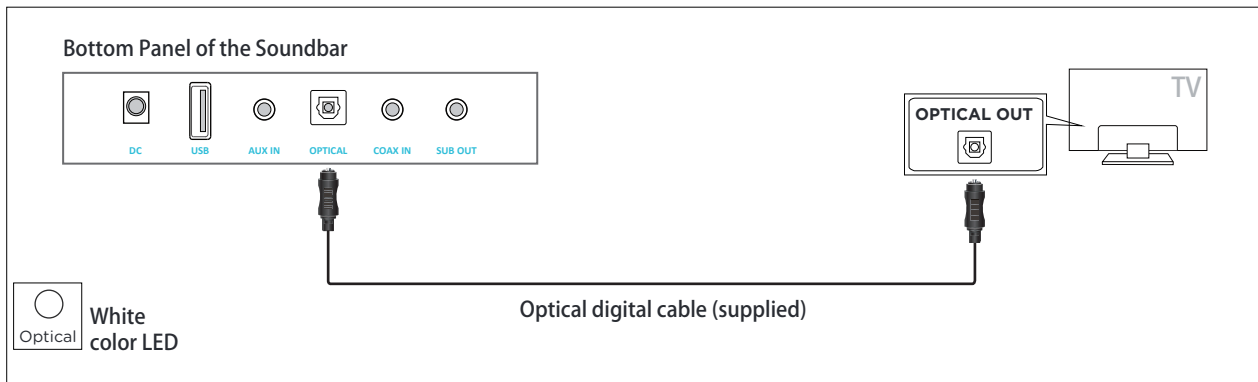 Bottom Panel of the Soundbar
DC USB AUX IN OPTICAL COAX IN SUB OUT
OPTICAL OUT
TV
Optical digital cable (supplied)
Optical
White
color LED